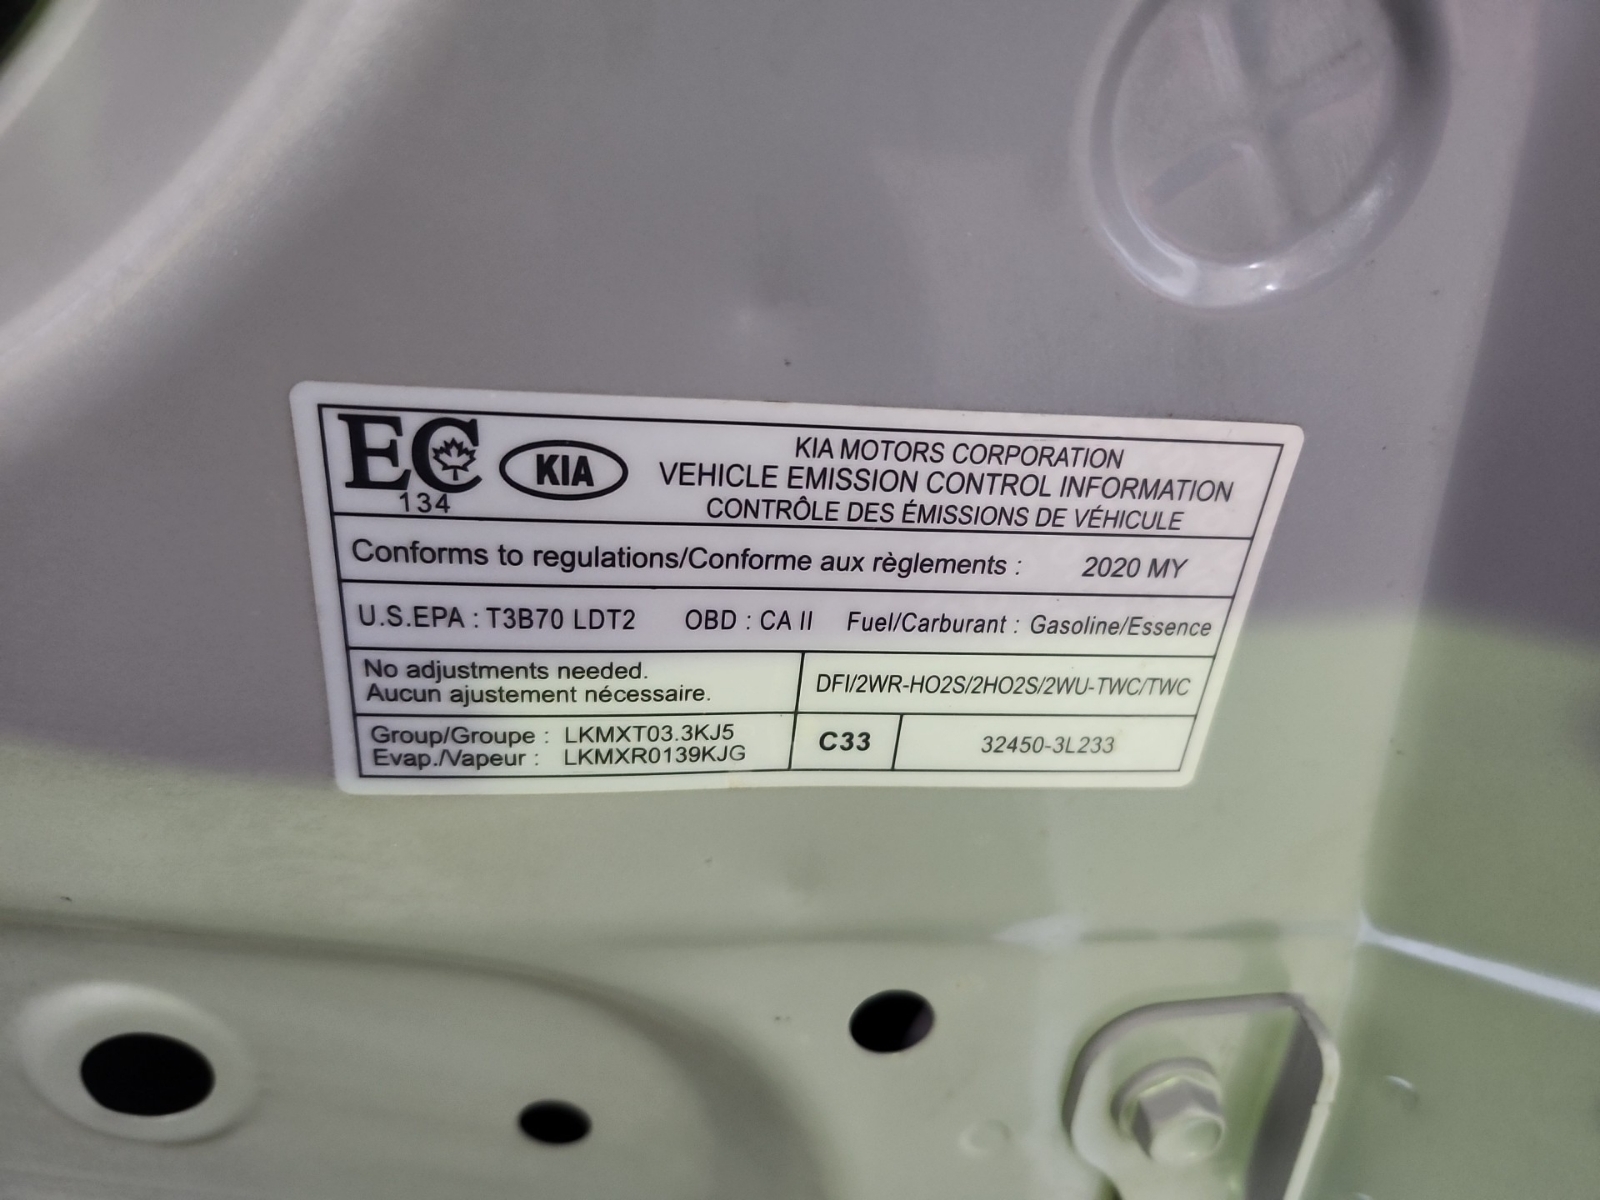 EC
134
KIA
KIA MOTORS CORPORATION
VEHICLE EMISSION CONTROL INFORMATION
CONTRÔLE DES ÉMISSIONS DE VÉHICULE
Conforms to regulations/Conforme aux règlements : 2020 MY
U.S.EPA : T3B70 LDT2 OBD : CA II Fuel/Carburant : Gasoline/Essence
No adjustments needed.
Aucun ajustement nécessaire.
DFI/2WR-HO2S/2HO2S/2WU-TWC/TWC
Group/Groupe : LKMXT03.3KJ5
Evap./Vapeur : LKMXR0139KJG
C33
32450-3L233